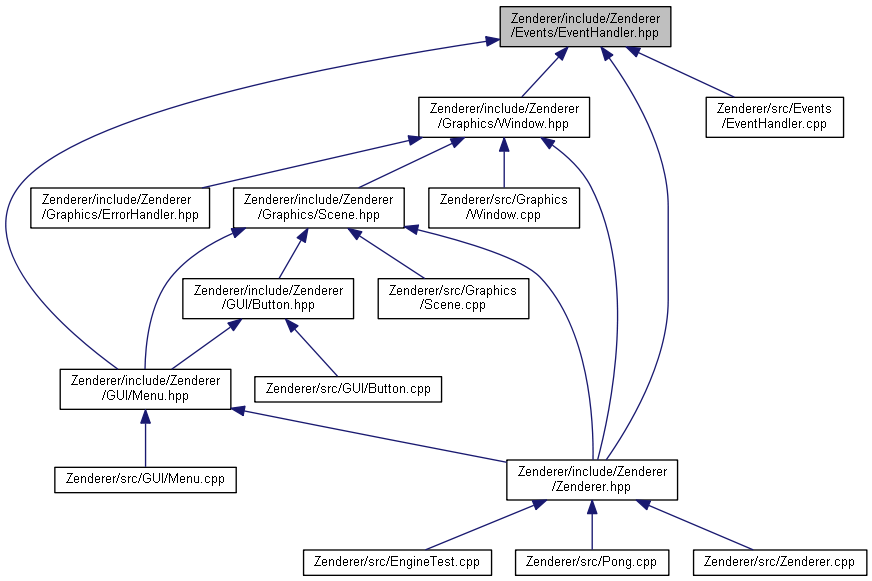 Zenderer/include/Zenderer
/Events/EventHandler.hpp
Zenderer/include/Zenderer
/Graphics/Window.hpp
Zenderer/src/Events
/EventHandler.cpp
Zenderer/include/Zenderer
/Graphics/ErrorHandler.hpp
Zenderer/include/Zenderer
/Graphics/Scene.hpp
Zenderer/src/Graphics
/Window.cpp
Zenderer/include/Zenderer
/GUI/Button.hpp
Zenderer/src/Graphics
/Scene.cpp
Zenderer/include/Zenderer
/GUI/Menu.hpp
Zenderer/src/GUI/Button.cpp
Zenderer/src/GUI/Menu.cpp
Zenderer/include/Zenderer
/Zenderer.hpp
Zenderer/src/EngineTest.cpp
Zenderer/src/Pong.cpp
Zenderer/src/Zenderer.cpp